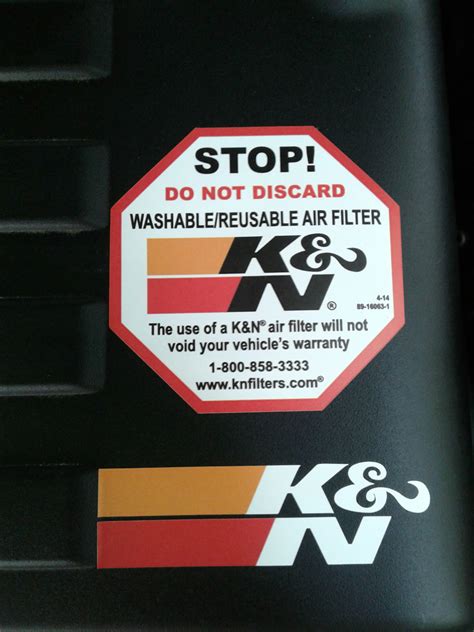 STOP!
DO NOT DISCARD
WASHABLE/REUSABLE AIR FILTER
K&
N®
4-14
89-16063-1
The use of a K&N® air filter will not
void your vehicle's warranty
1-800-858-3333
www.knfilters.com®
K&
N